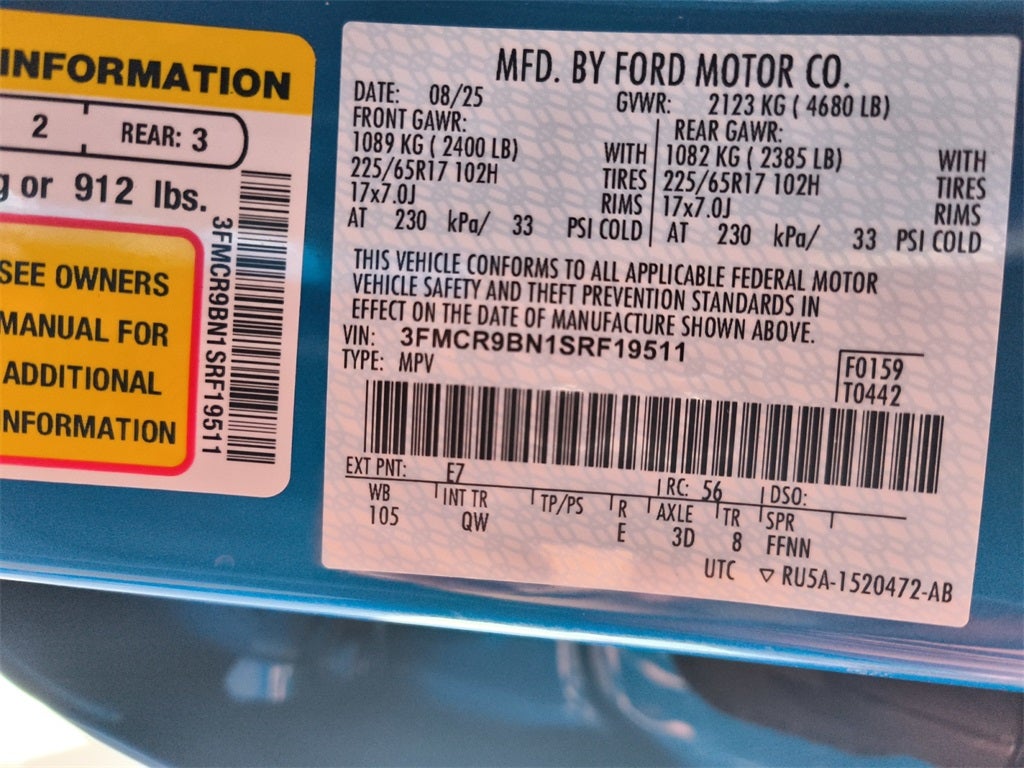 INFORMATION
2 REAR: 3
g or 912 lbs.
SEE OWNERS
MANUAL FOR
ADDITIONAL
INFORMATION
3FMCR9BN1SRF19511
MFD. BY FORD MOTOR CO.
DATE: 08/25 GVWR: 2123 KG ( 4680 LB)
FRONT GAWR: REAR GAWR:
1089 KG ( 2400 LB) WITH 1082 KG ( 2385 LB) WITH
225/65R17 102H TIRES 225/65R17 102H TIRES
17x7.0J RIMS 17x7.0J RIMS
AT 230 kPa/ 33 PSI COLD AT 230 kPa/ 33 PSI COLD
THIS VEHICLE CONFORMS TO ALL APPLICABLE FEDERAL MOTOR
VEHICLE SAFETY AND THEFT PREVENTION STANDARDS IN
EFFECT ON THE DATE OF MANUFACTURE SHOWN ABOVE.
VIN: 3FMCR9BN1SRF19511
TYPE: MPV F0159
T0442
EXT PNT: E7 RC: 56 DSO:
WB INT TR TP/PS R AXLE TR SPR
105 QW E 3D 8 FFNN
UTC ▽ RU5A-1520472-AB